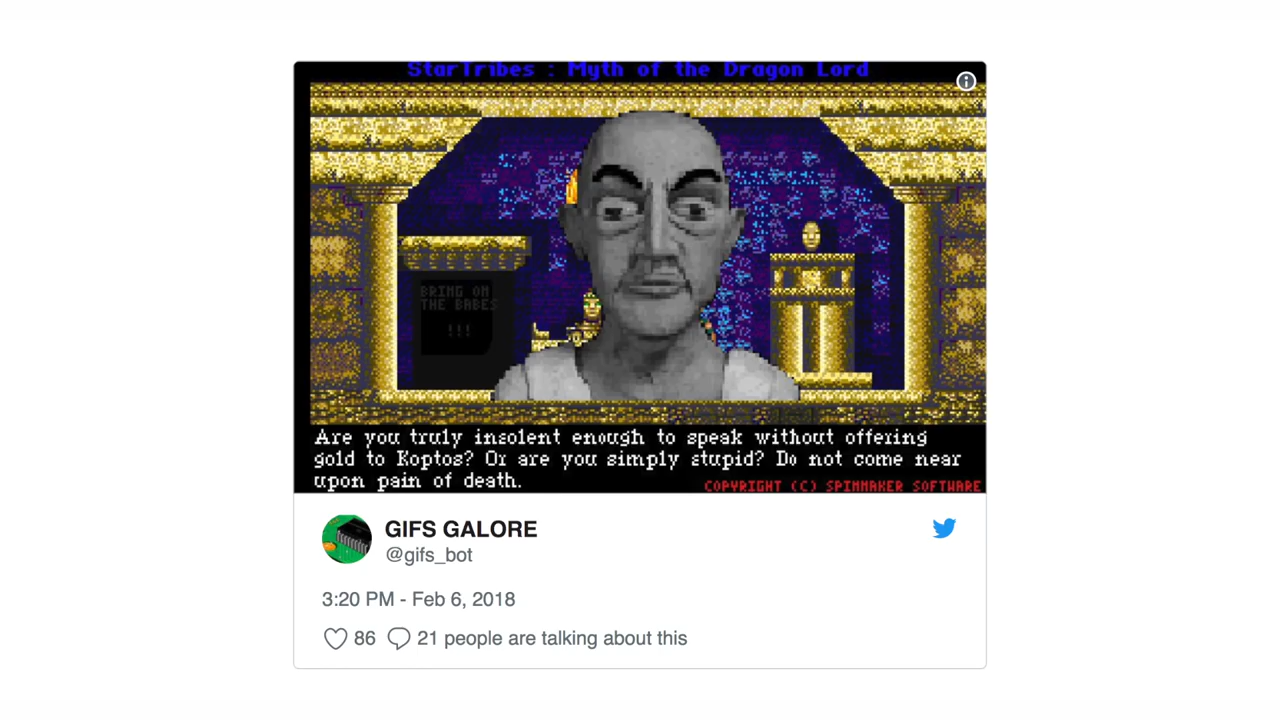 StarTribes : Myth of the Dragon Lord
BRING ON
THE BABES
!!!
Are you truly insolent enough to speak without offering
gold to Koptos? Or are you simply stupid? Do not come near
upon pain of death.
COPYRIGHT (C) SPINNAKER SOFTWARE
GIFS GALORE
@gifs_bot
3:20 PM - Feb 6, 2018
86 21 people are talking about this